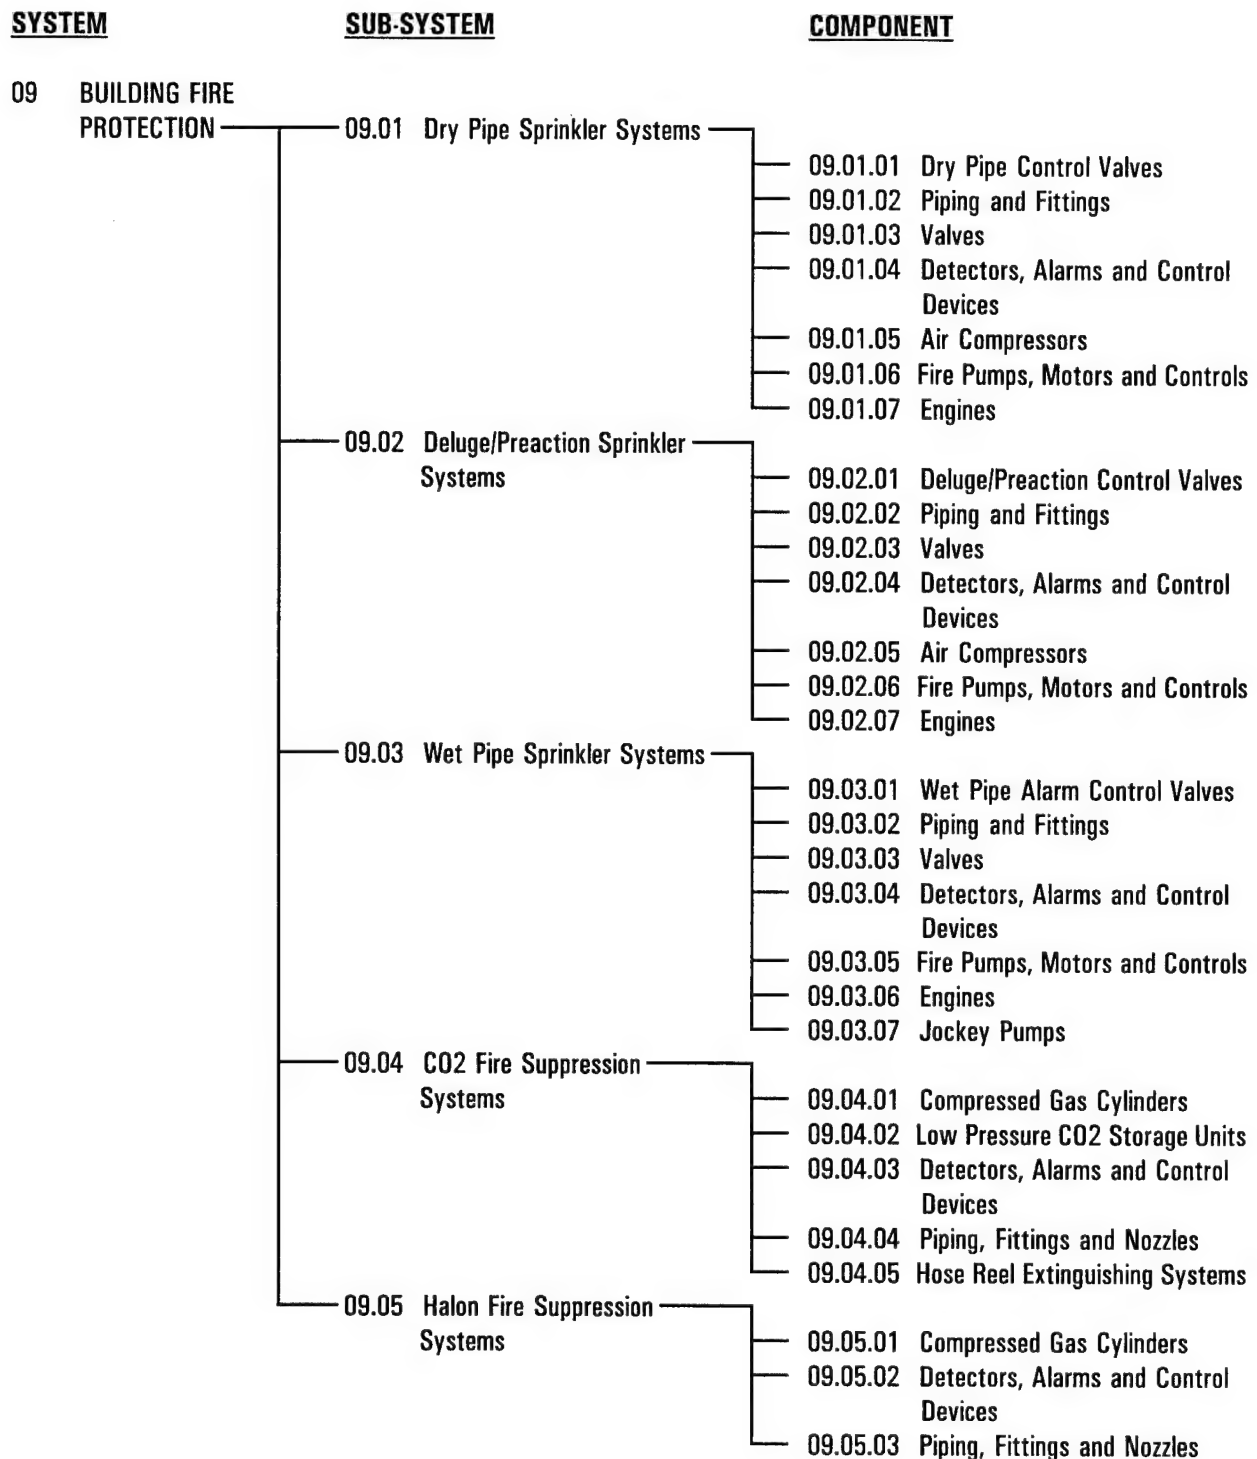 SYSTEM SUB-SYSTEM COMPONENT
09 BUILDING FIRE
PROTECTION 09.01 Dry Pipe Sprinkler Systems
09.01.01 Dry Pipe Control Valves
09.01.02 Piping and Fittings
09.01.03 Valves
09.01.04 Detectors, Alarms and Control
Devices
09.01.05 Air Compressors
09.01.06 Fire Pumps, Motors and Controls
09.01.07 Engines
09.02 Deluge/Preaction Sprinkler
Systems
09.02.01 Deluge/Preaction Control Valves
09.02.02 Piping and Fittings
09.02.03 Valves
09.02.04 Detectors, Alarms and Control
Devices
09.02.05 Air Compressors
09.02.06 Fire Pumps, Motors and Controls
09.02.07 Engines
09.03 Wet Pipe Sprinkler Systems
09.03.01 Wet Pipe Alarm Control Valves
09.03.02 Piping and Fittings
09.03.03 Valves
09.03.04 Detectors, Alarms and Control
Devices
09.03.05 Fire Pumps, Motors and Controls
09.03.06 Engines
09.03.07 Jockey Pumps
09.04 CO2 Fire Suppression
Systems
09.04.01 Compressed Gas Cylinders
09.04.02 Low Pressure CO2 Storage Units
09.04.03 Detectors, Alarms and Control
Devices
09.04.04 Piping, Fittings and Nozzles
09.04.05 Hose Reel Extinguishing Systems
09.05 Halon Fire Suppression
Systems
09.05.01 Compressed Gas Cylinders
09.05.02 Detectors, Alarms and Control
Devices
09.05.03 Piping, Fittings and Nozzles